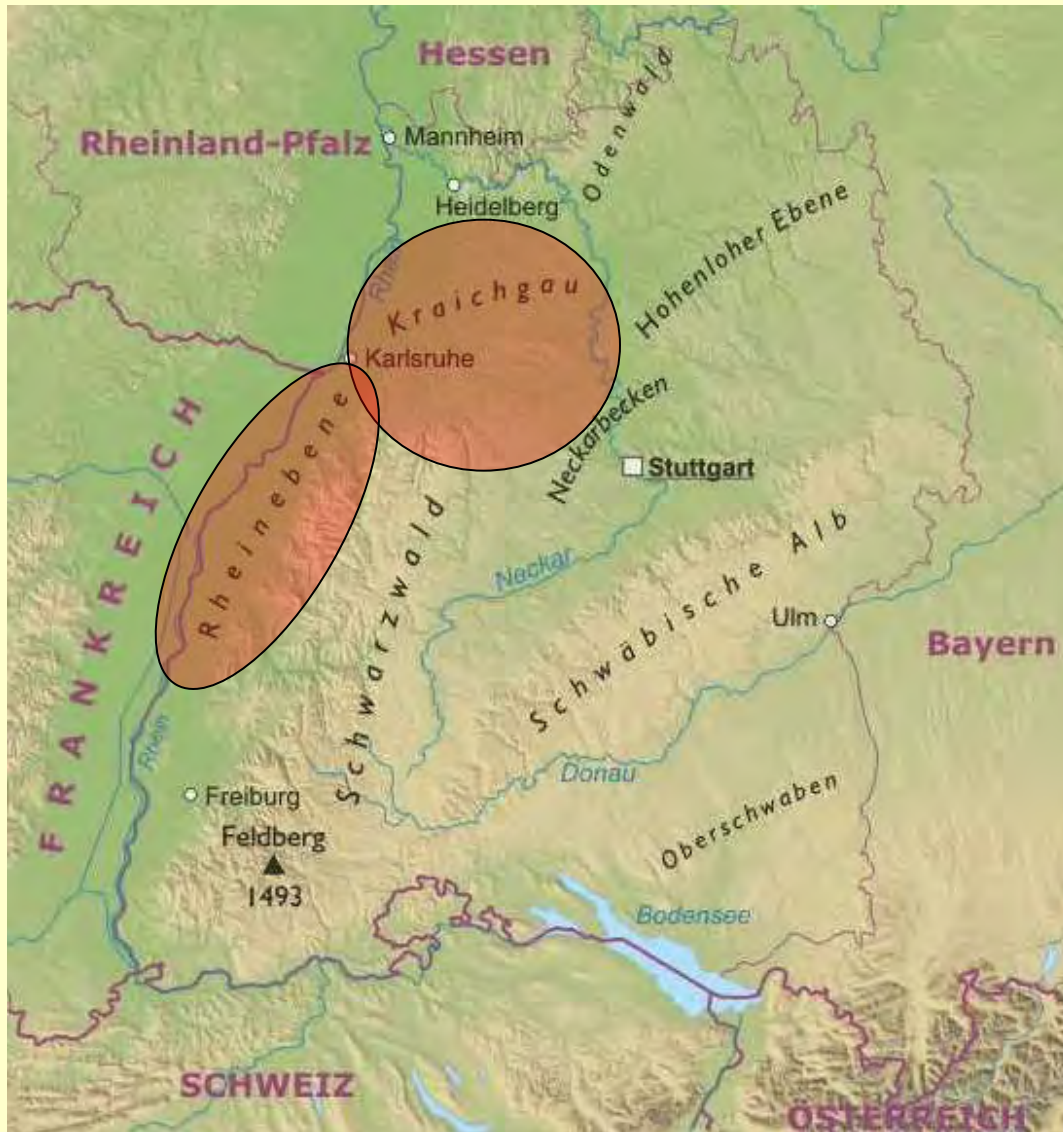 Hessen
Odenwald
Rheinland-Pfalz
Mannheim
Heidelberg
Hohenloher Ebene
Rhein
Kraichgau
Karlsruhe
FRANKREICH
Rheinebene
Neckarbecken
Stuttgart
Schwarzwald
Neckar
Schwäbische Alb
Ulm
Bayern
Rhein
Donau
Freiburg
Feldberg
1493
Oberschwaben
Bodensee
SCHWEIZ
ÖSTERREICH